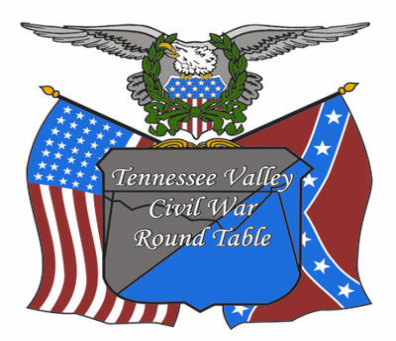 Tennessee Valley
Civil War
Round Table